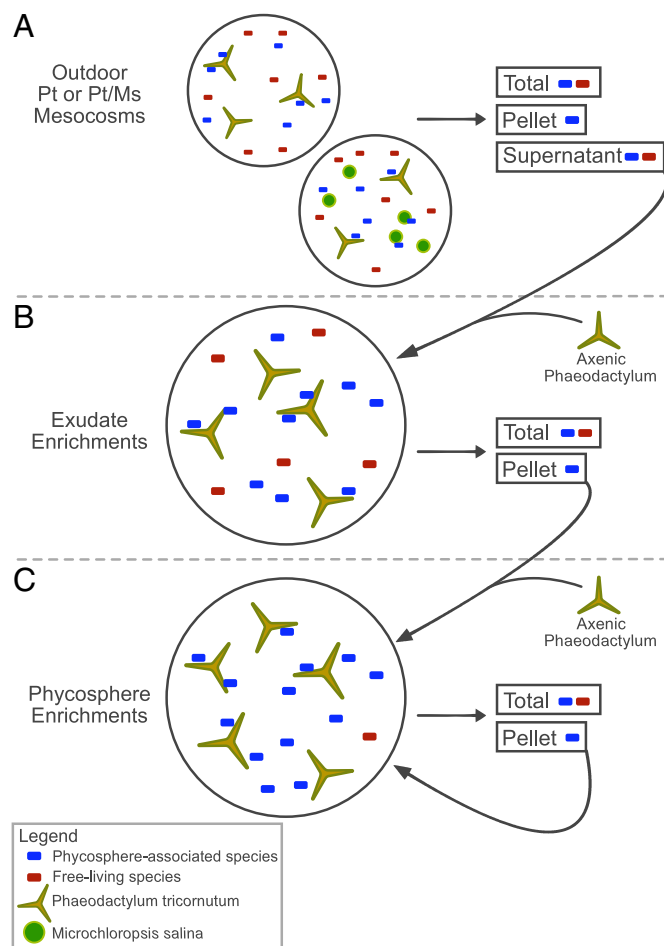 A
Outdoor
Pt or Pt/Ms
Mesocosms
Total
Pellet
Supernatant
B
Exudate
Enrichments
Axenic
Phaeodactylum
Total
Pellet
C
Phycosphere
Enrichments
Axenic
Phaeodactylum
Total
Pellet
Legend
Phycosphere-associated species
Free-living species
Phaeodactylum tricornutum
Microchloropsis salina